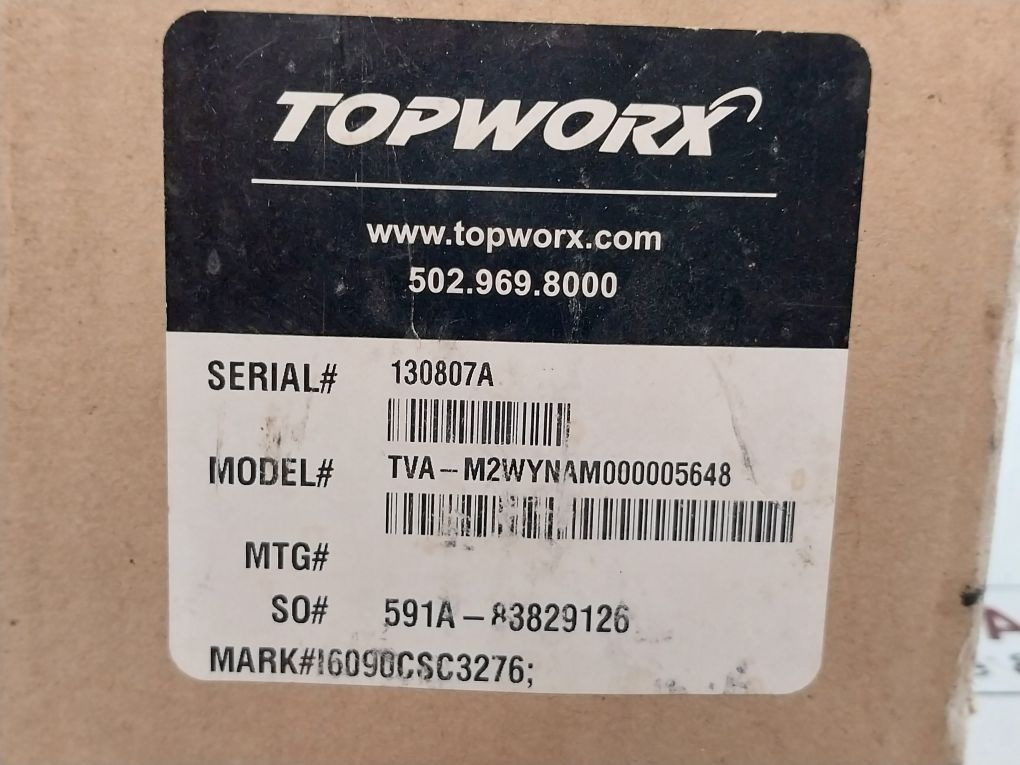 TOPWORX
www.topworx.com
502.969.8000
SERIAL# 130807A
MODEL# TVA-M2WYNAM000005648
MTG#
SO# 591A-83829126
MARK#I6090CSC3276;
A